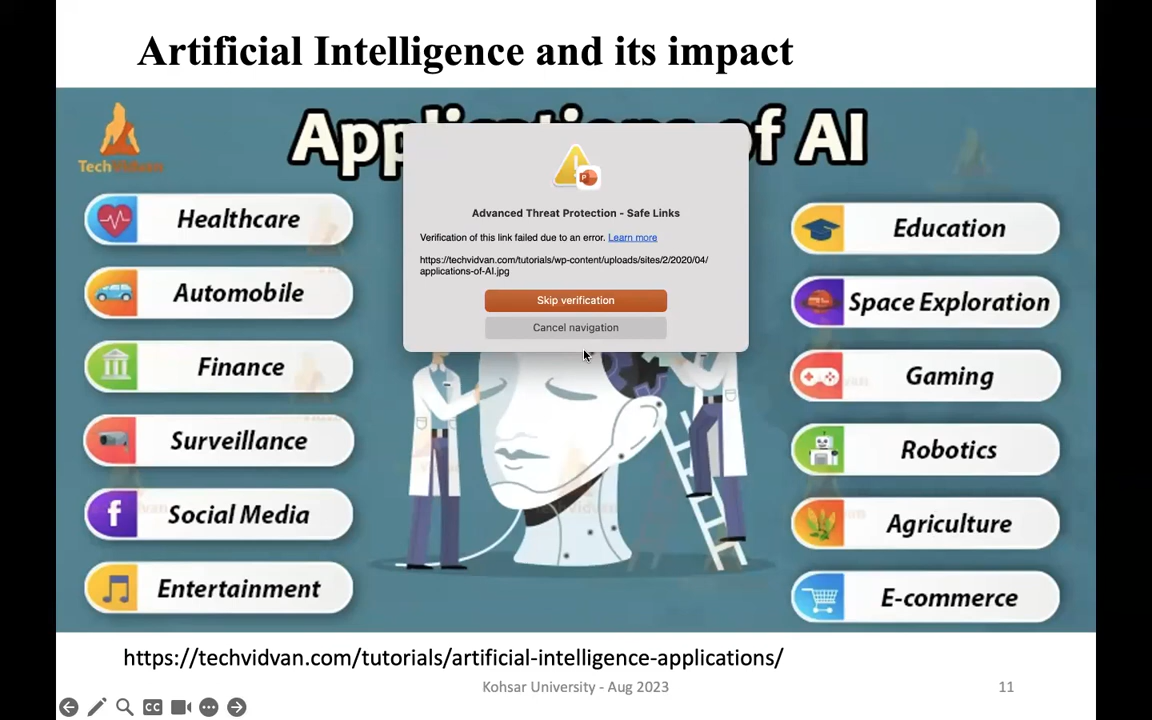 Artificial Intelligence and its impact
TechVidvan
of AI
Advanced Threat Protection - Safe Links
Verification of this link failed due to an error. Learn more
https://techvidvan.com/tutorials/wp-content/uploads/sites/2/2020/04/
applications-of-AI.jpg
Skip verification
Cancel navigation
Healthcare
Automobile
Finance
Surveillance
Social Media
Entertainment
Education
Space Exploration
Gaming
Robotics
Agriculture
E-commerce
https://techvidvan.com/tutorials/artificial-intelligence-applications/
Kohsar University - Aug 2023
11
CC